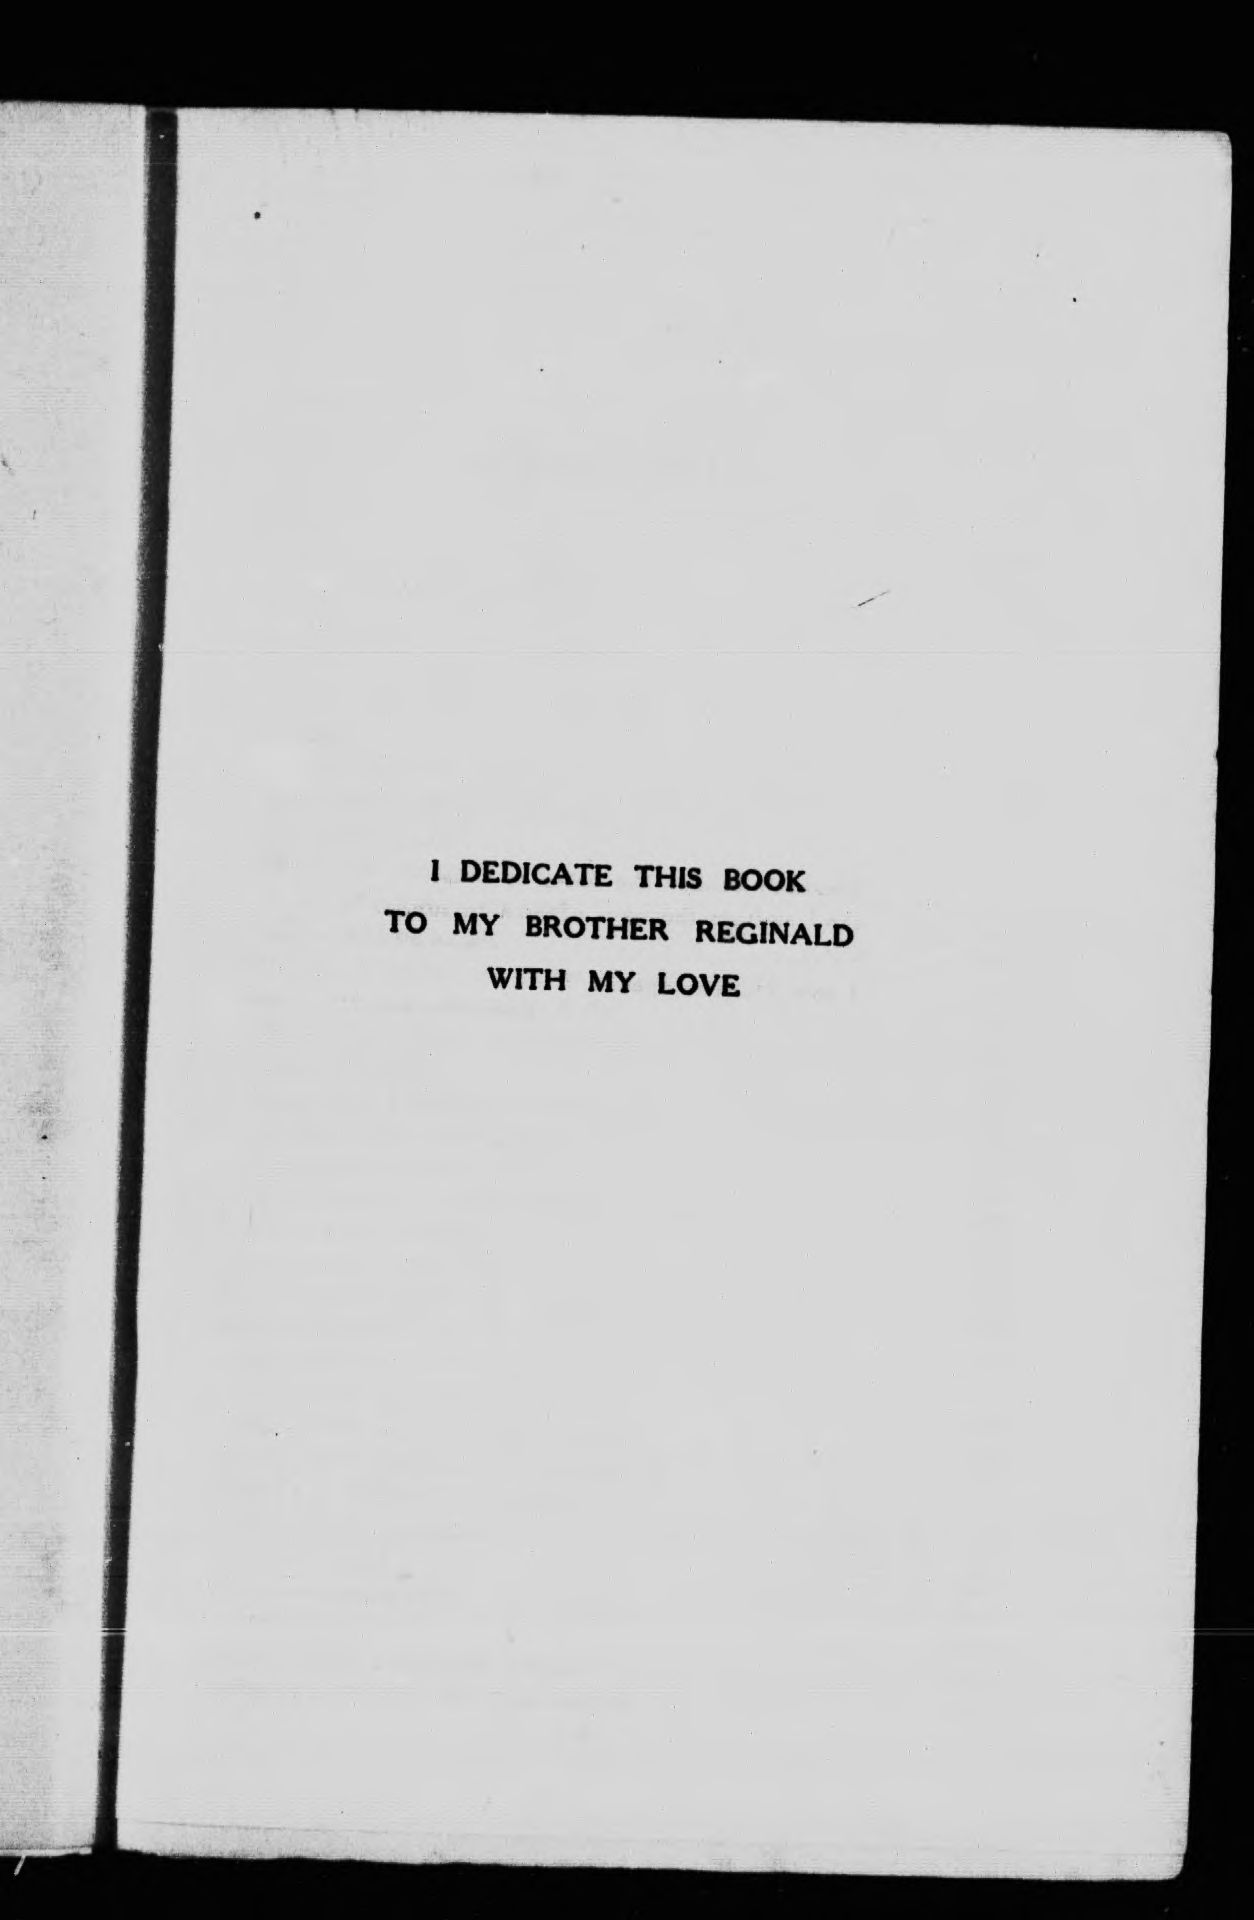 I DEDICATE THIS BOOK
TO MY BROTHER REGINALD
WITH MY LOVE